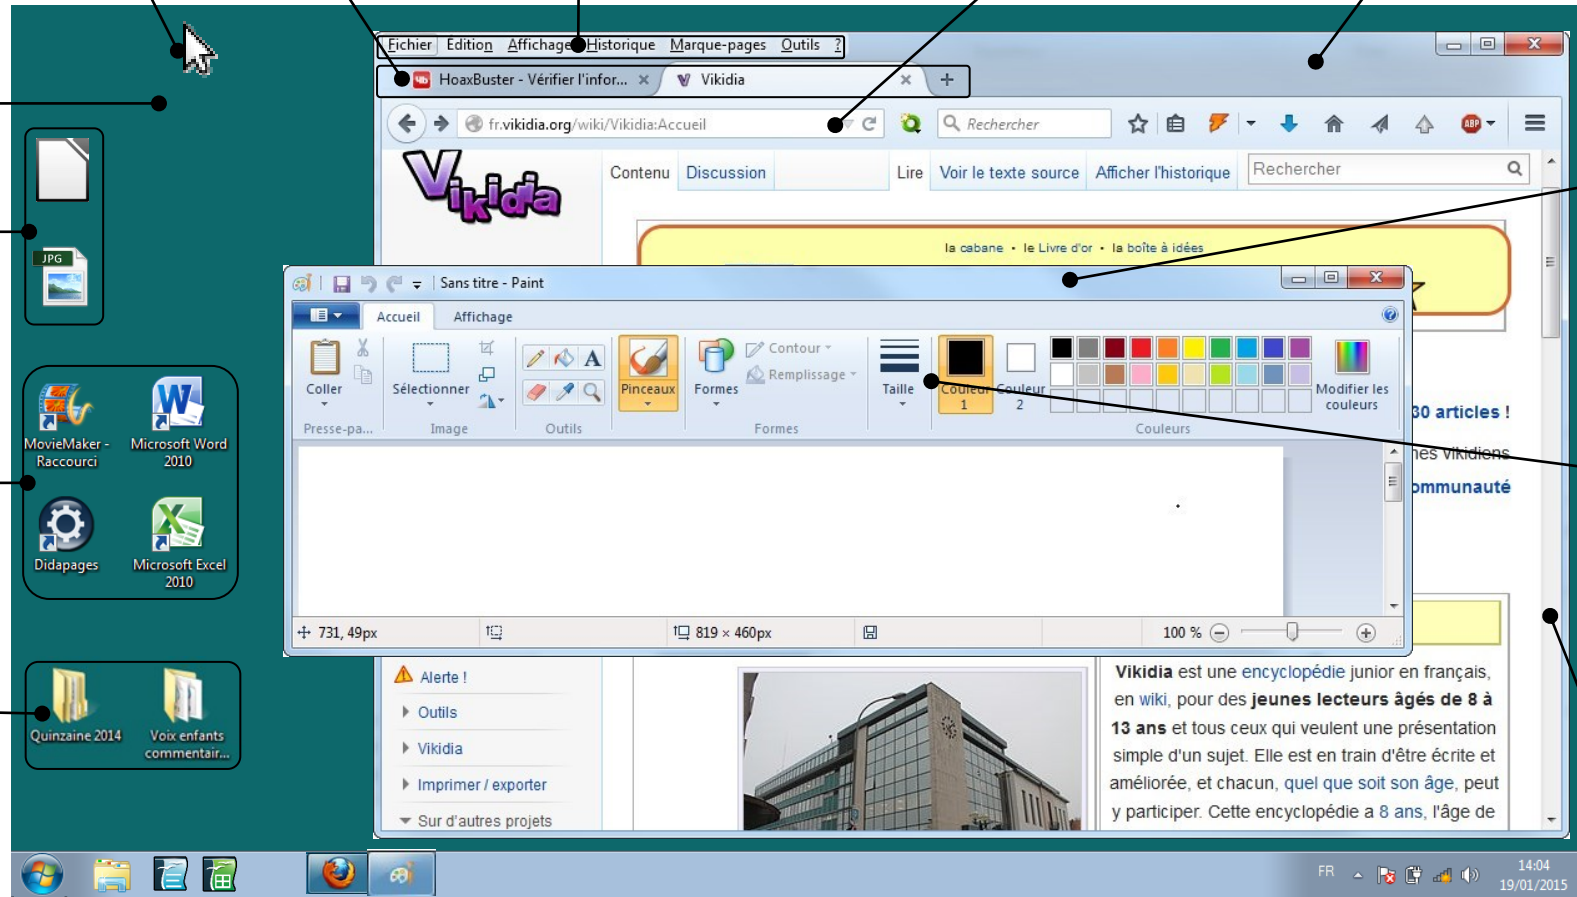 Fichier Édition Affichage Historique Marque-pages Outils ?
HoaxBuster - Vérifier l'infor...
Vikidia
fr.vikidia.org/wiki/Vikidia:Accueil
Rechercher
ABP
Vikidia
Contenu Discussion
Lire Voir le texte source Afficher l'historique
Rechercher
la cabane • le Livre d'or • la boîte à idées
JPG
MovieMaker -
Raccourci
Microsoft Word
2010
Didapages
Microsoft Excel
2010
Quinzaine 2014
Voix enfants
commentair...
Sans titre - Paint
Accueil Affichage
Coller
Sélectionner
A
Pinceaux
Formes
Contour
Remplissage
Taille
Couleur
1
Couleur
2
Modifier les
couleurs
Presse-pa...
Image
Outils
Formes
Couleurs
731, 49px
819 × 460px
100 %
30 articles !
nes vikidiens
ommunauté
Alerte !
Outils
Vikidia
Imprimer / exporter
Sur d'autres projets
Vikidia est une encyclopédie junior en français,
en wiki, pour des jeunes lecteurs âgés de 8 à
13 ans et tous ceux qui veulent une présentation
simple d'un sujet. Elle est en train d'être écrite et
améliorée, et chacun, quel que soit son âge, peut
y participer. Cette encyclopédie a 8 ans, l'âge de
FR
14:04
19/01/2015